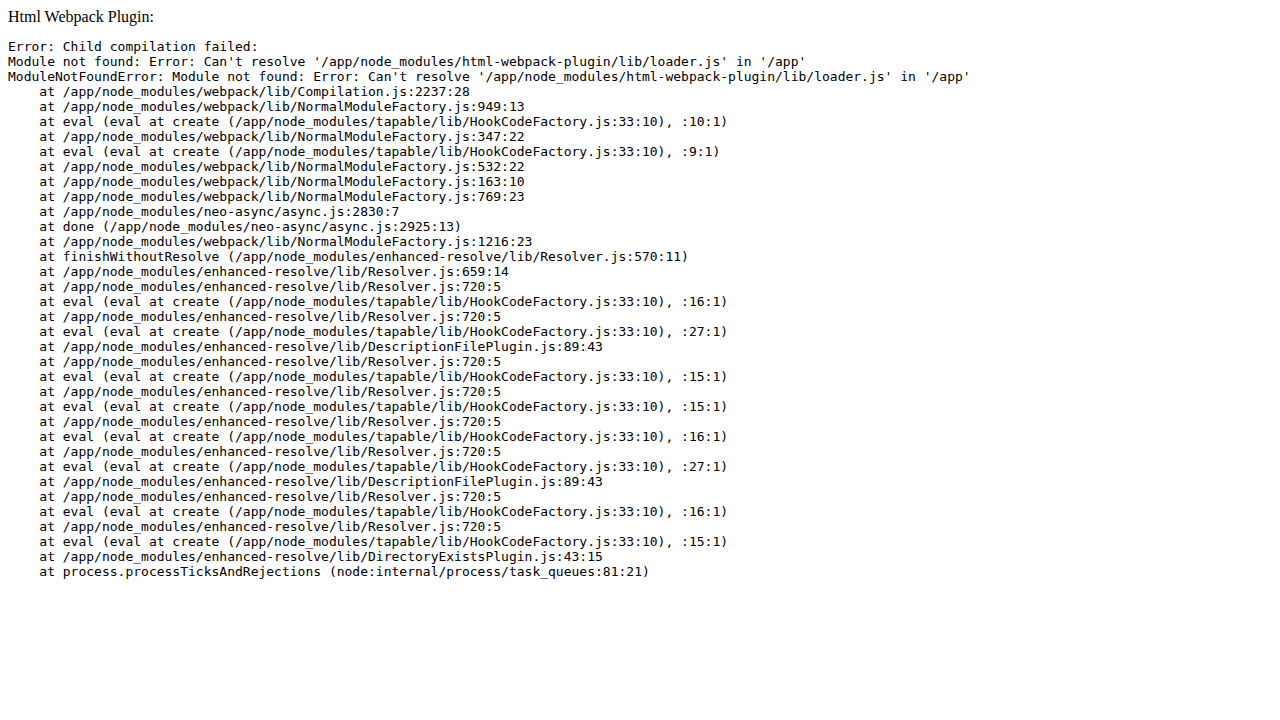 Html Webpack Plugin:
Error: Child compilation failed:
Module not found: Error: Can't resolve '/app/node_modules/html-webpack-plugin/lib/loader.js' in '/app'
ModuleNotFoundError: Module not found: Error: Can't resolve '/app/node_modules/html-webpack-plugin/lib/loader.js' in '/app'
    at /app/node_modules/webpack/lib/Compilation.js:2237:28
    at /app/node_modules/webpack/lib/NormalModuleFactory.js:949:13
    at eval (eval at create (/app/node_modules/tapable/lib/HookCodeFactory.js:33:10), :10:1)
    at /app/node_modules/webpack/lib/NormalModuleFactory.js:347:22
    at eval (eval at create (/app/node_modules/tapable/lib/HookCodeFactory.js:33:10), :9:1)
    at /app/node_modules/webpack/lib/NormalModuleFactory.js:532:22
    at /app/node_modules/webpack/lib/NormalModuleFactory.js:163:10
    at /app/node_modules/webpack/lib/NormalModuleFactory.js:769:23
    at /app/node_modules/neo-async/async.js:2830:7
    at done (/app/node_modules/neo-async/async.js:2925:13)
    at /app/node_modules/webpack/lib/NormalModuleFactory.js:1216:23
    at finishWithoutResolve (/app/node_modules/enhanced-resolve/lib/Resolver.js:570:11)
    at /app/node_modules/enhanced-resolve/lib/Resolver.js:659:14
    at /app/node_modules/enhanced-resolve/lib/Resolver.js:720:5
    at eval (eval at create (/app/node_modules/tapable/lib/HookCodeFactory.js:33:10), :16:1)
    at /app/node_modules/enhanced-resolve/lib/Resolver.js:720:5
    at eval (eval at create (/app/node_modules/tapable/lib/HookCodeFactory.js:33:10), :27:1)
    at /app/node_modules/enhanced-resolve/lib/DescriptionFilePlugin.js:89:43
    at /app/node_modules/enhanced-resolve/lib/Resolver.js:720:5
    at eval (eval at create (/app/node_modules/tapable/lib/HookCodeFactory.js:33:10), :15:1)
    at /app/node_modules/enhanced-resolve/lib/Resolver.js:720:5
    at eval (eval at create (/app/node_modules/tapable/lib/HookCodeFactory.js:33:10), :15:1)
    at /app/node_modules/enhanced-resolve/lib/Resolver.js:720:5
    at eval (eval at create (/app/node_modules/tapable/lib/HookCodeFactory.js:33:10), :16:1)
    at /app/node_modules/enhanced-resolve/lib/Resolver.js:720:5
    at eval (eval at create (/app/node_modules/tapable/lib/HookCodeFactory.js:33:10), :27:1)
    at /app/node_modules/enhanced-resolve/lib/DescriptionFilePlugin.js:89:43
    at /app/node_modules/enhanced-resolve/lib/Resolver.js:720:5
    at eval (eval at create (/app/node_modules/tapable/lib/HookCodeFactory.js:33:10), :16:1)
    at /app/node_modules/enhanced-resolve/lib/Resolver.js:720:5
    at eval (eval at create (/app/node_modules/tapable/lib/HookCodeFactory.js:33:10), :15:1)
    at /app/node_modules/enhanced-resolve/lib/DirectoryExistsPlugin.js:43:15
    at process.processTicksAndRejections (node:internal/process/task_queues:81:21)